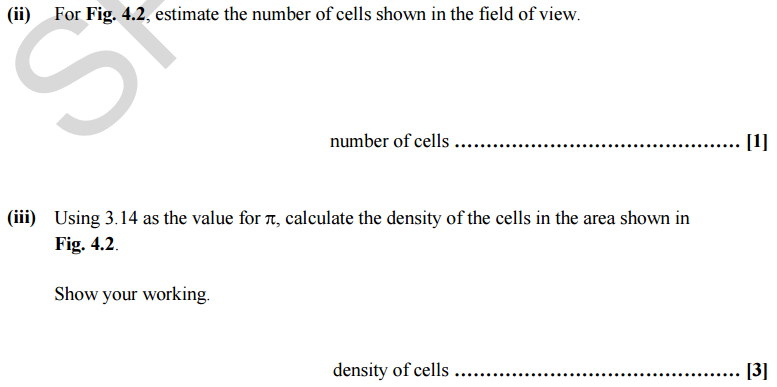 (ii) For Fig. 4.2, estimate the number of cells shown in the field of view.
number of cells ................................................ [1]
(iii) Using 3.14 as the value for π, calculate the density of the cells in the area shown in
Fig. 4.2.
Show your working.
density of cells ................................................ [3]